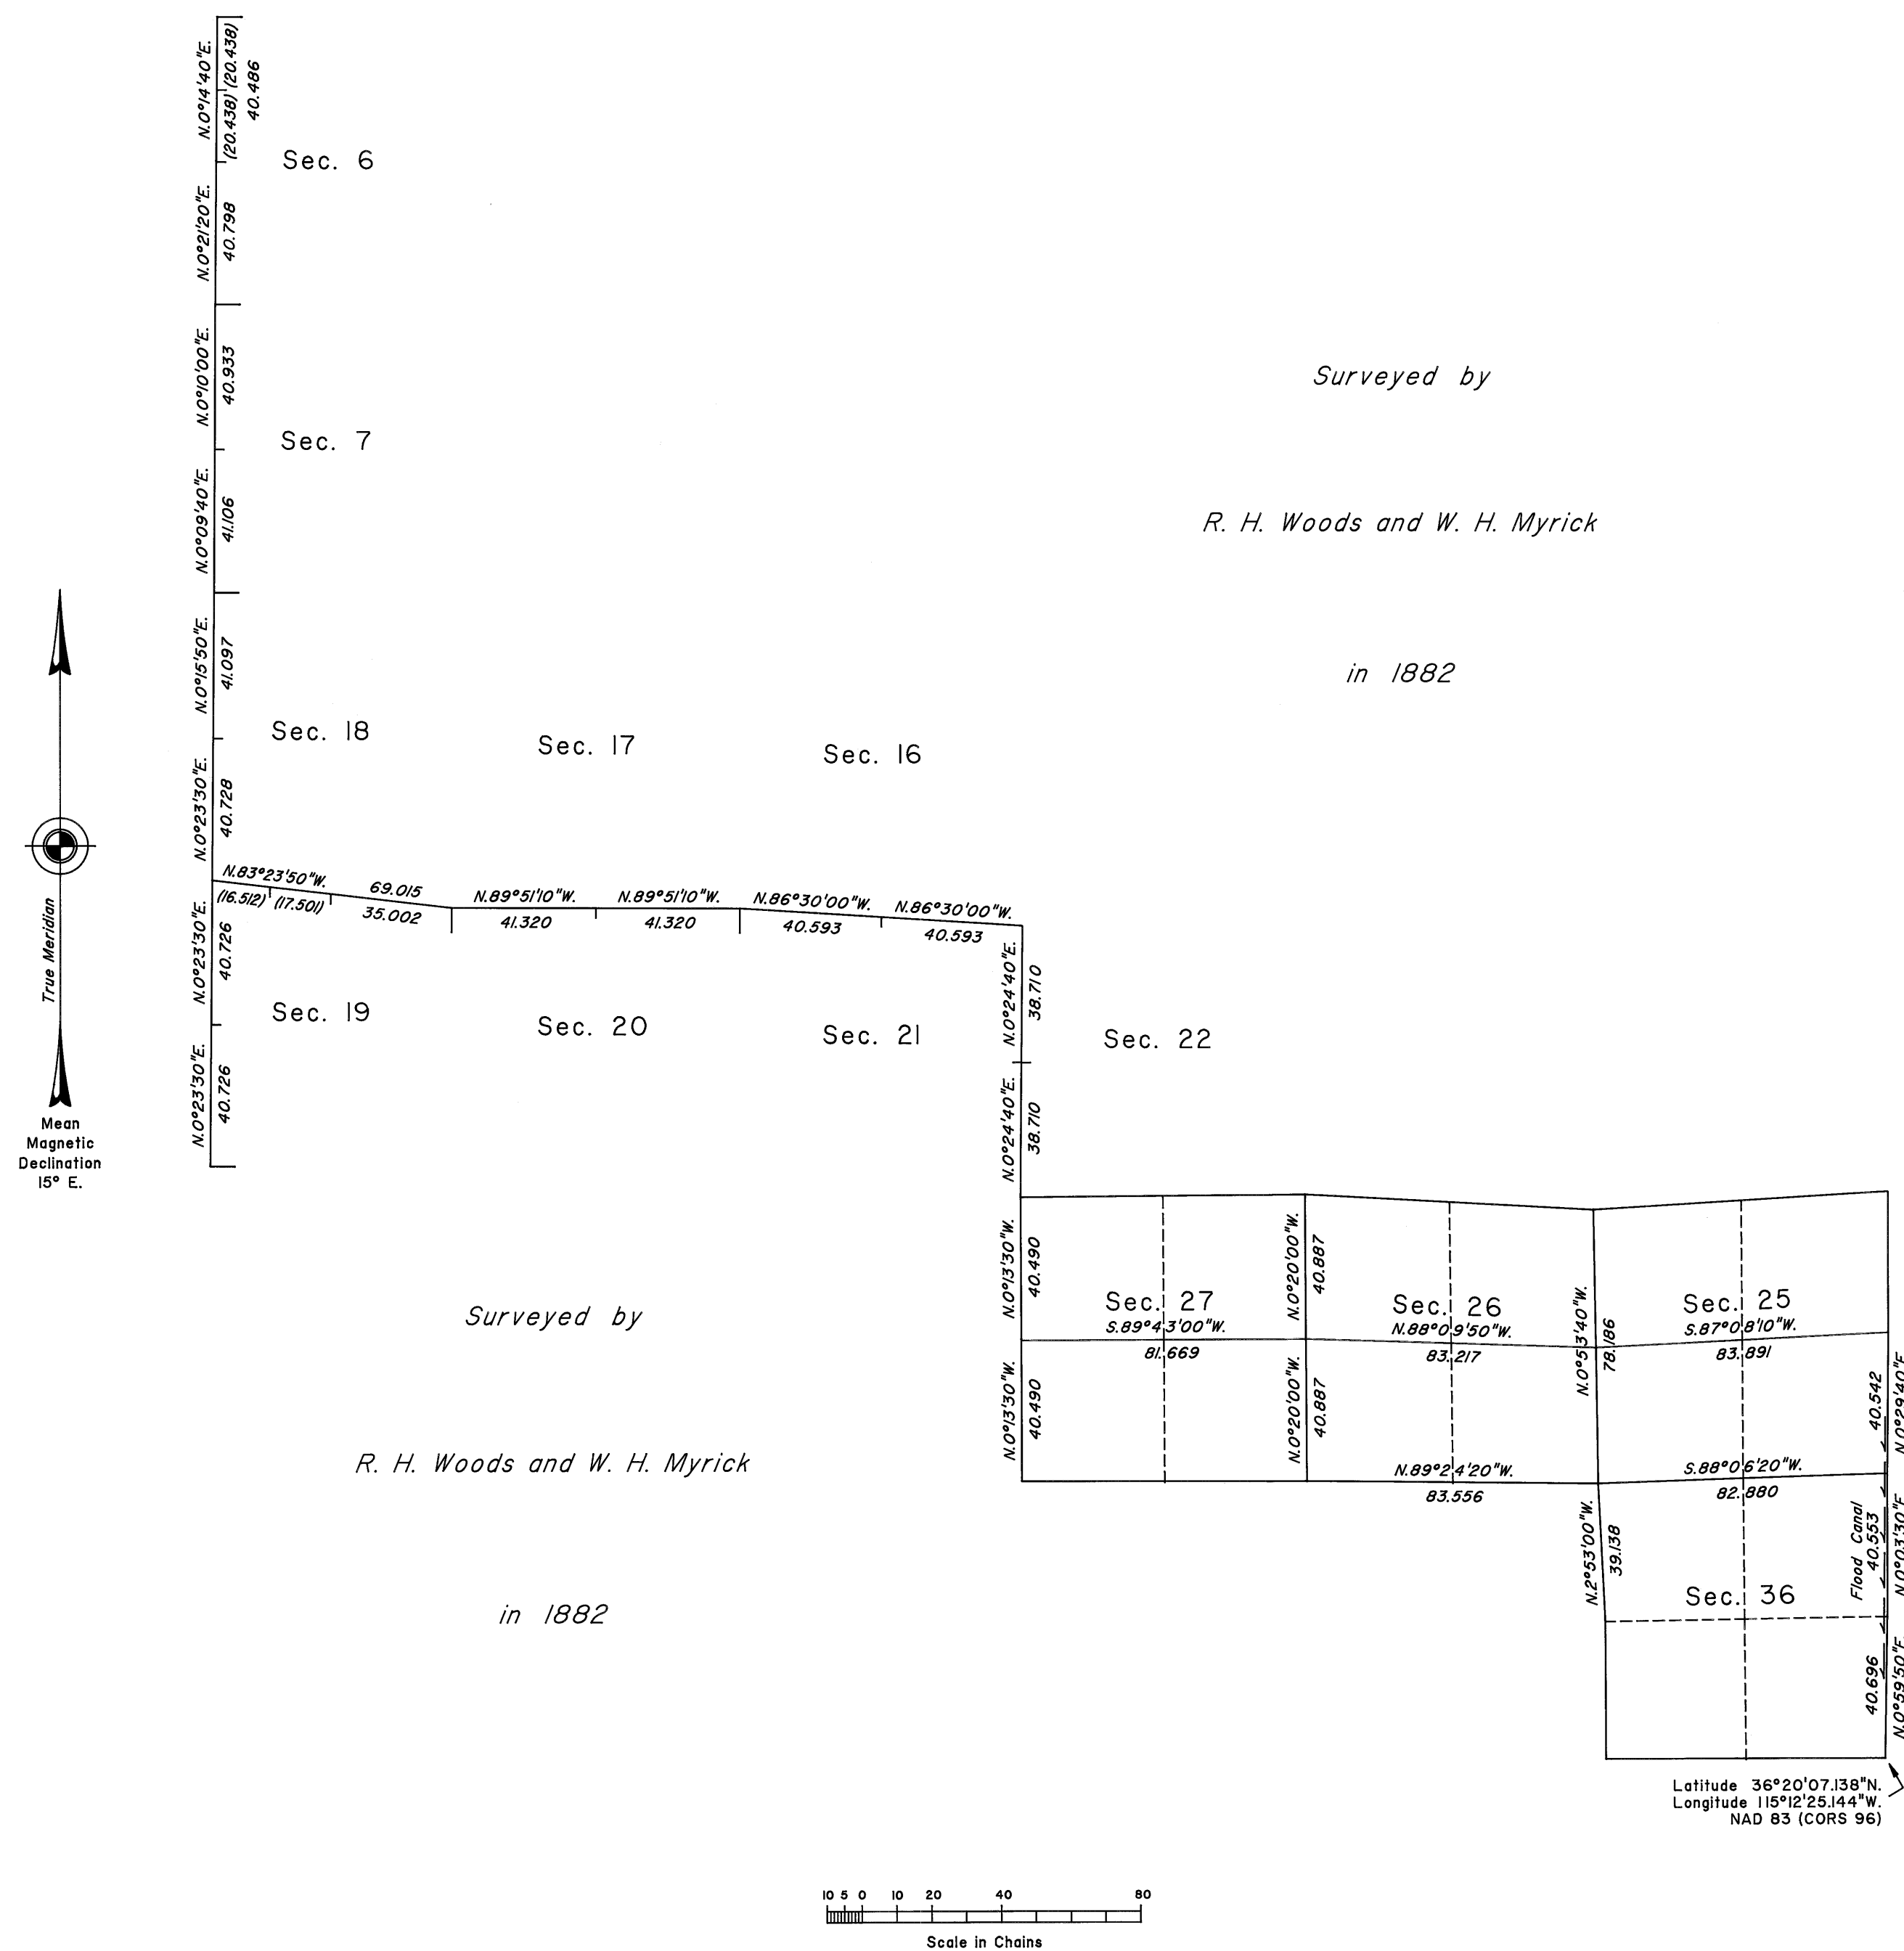 N.0°14'40"E.
(20.438) (20.438)
40.486
Sec. 6
N.0°21'20"E.
40.798
N.0°10'00"E.
40.933
Sec. 7
N.0°09'40"E.
41.106
N.0°15'50"E.
41.097
Sec. 18
Sec. 17
Sec. 16
N.0°23'30"E.
40.728
Surveyed by
R. H. Woods and W. H. Myrick
in 1882
N.83°23'50"W.
69.015
(16.512) (17.501)
35.002
N.89°51'10"W.
41.320
N.89°51'10"W.
41.320
N.86°30'00"W.
40.593
N.86°30'00"W.
40.593
N.0°23'30"E.
40.726
Sec. 19
Sec. 20
Sec. 21
N.0°24'40"E.
38.710
Sec. 22
N.0°23'30"E.
40.726
N.0°24'40"E.
38.710
True Meridian
Mean
Magnetic
Declination
15° E.
N.0°13'30"W.
40.490
N.0°20'00"W.
40.887
Sec. 27
S.89°43'00"W.
81.669
Sec. 26
N.88°09'50"W.
83.217
N.0°53'40"W.
78.186
Sec. 25
S.87°08'10"W.
83.891
N.0°13'30"W.
40.490
N.0°20'00"W.
40.887
40.542
N.0°29'40"E.
N.89°24'20"W.
83.556
S.88°06'20"W.
82.880
N.2°53'00"W.
39.138
Flood Canal
40.553
N.0°03'30"E.
Sec. 36
40.696
N.0°59'50"E.
Surveyed by
R. H. Woods and W. H. Myrick
in 1882
Latitude 36°20'07.138"N.
Longitude 115°12'25.144"W.
NAD 83 (CORS 96)
10 5 0 10 20 40 80
Scale in Chains